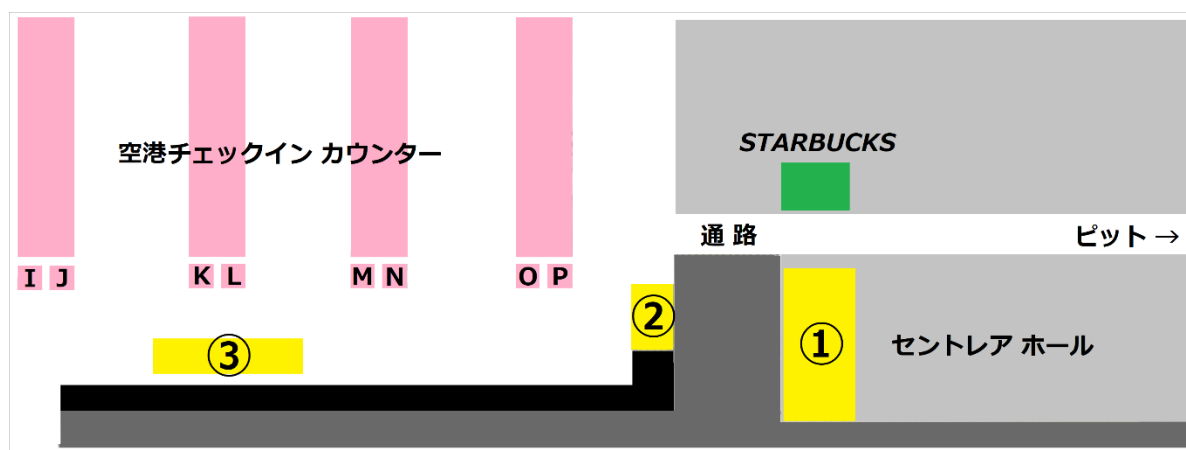 空港チェックイン カウンター
STARBUCKS
通 路
ピット →
I J
K L
M N
O P
②
①
③
セントレア ホール